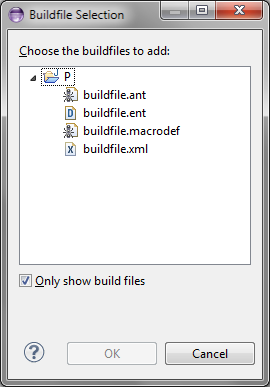 Buildfile Selection
Choose the buildfiles to add:
P
buildfile.ant
buildfile.ent
buildfile.macrodef
buildfile.xml
Only show build files
OK
Cancel